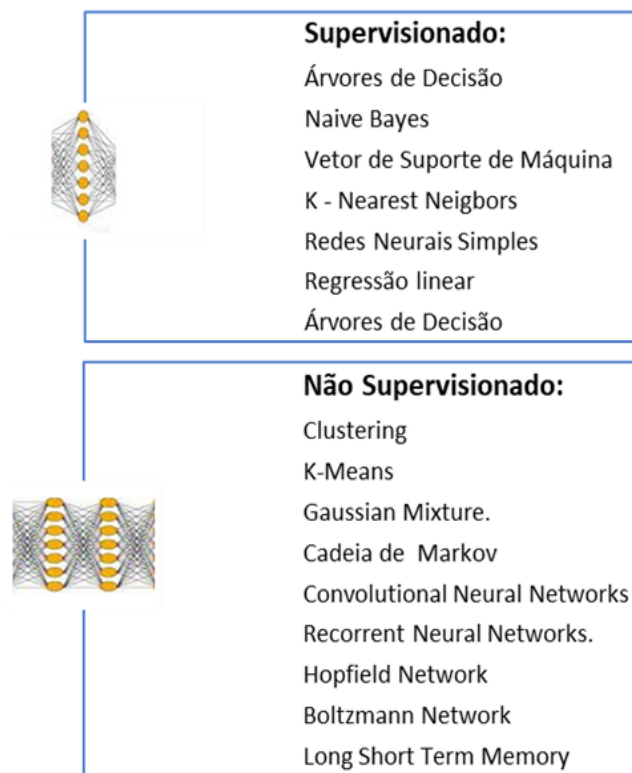 Supervisionado:
Árvores de Decisão
Naive Bayes
Vetor de Suporte de Máquina
K - Nearest Neigbors
Redes Neurais Simples
Regressão linear
Árvores de Decisão
Não Supervisionado:
Clustering
K-Means
Gaussian Mixture.
Cadeia de Markov
Convolutional Neural Networks
Recorrent Neural Networks.
Hopfield Network
Boltzmann Network
Long Short Term Memory